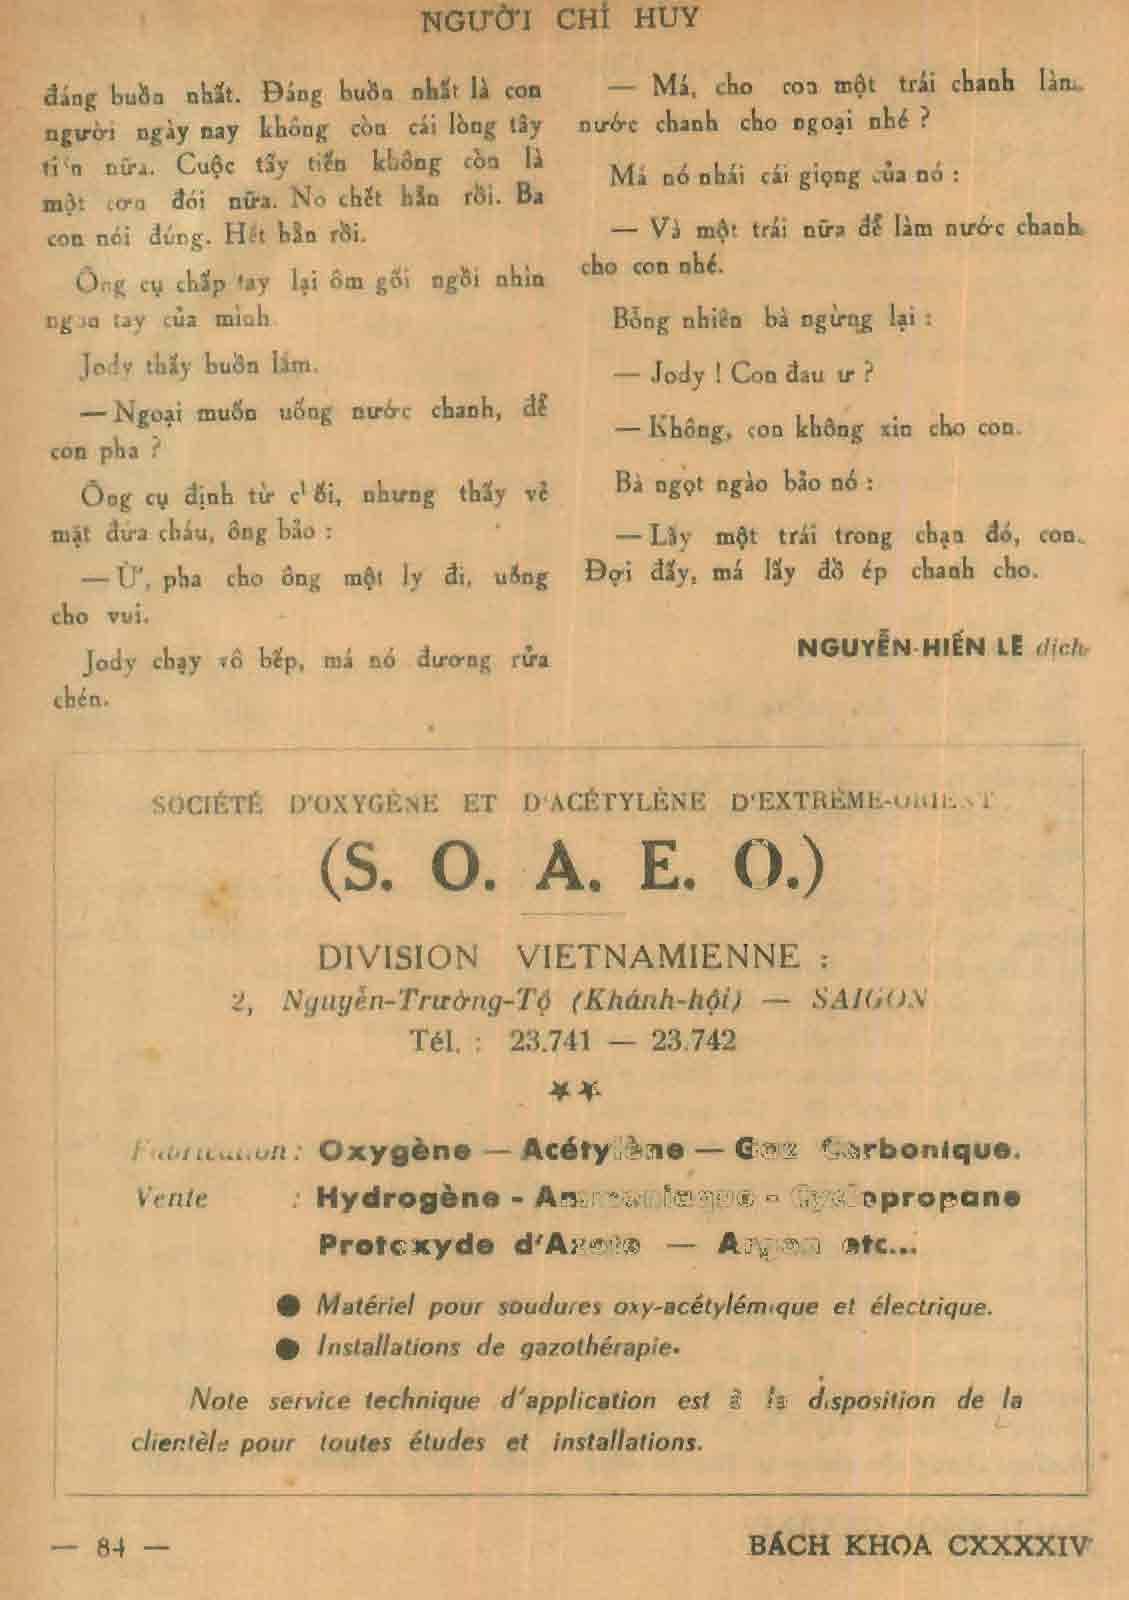 NGƯỜI CHỈ HUY
đáng buồn nhất. Đáng buồn nhất là con
người ngày nay không còn cái lòng tây
tiến nữa. Cuộc tây tiến không còn là
một cơn đói nữa. No chết hẳn rồi. Ba
con nói đúng. Hết hẳn rồi.
Ông cụ chắp tay lại ôm gối ngồi nhìn
ngón tay của mình.
Jody thấy buồn lắm.
— Ngoại muốn uống nước chanh, để
con pha ?
Ông cụ định từ chối, nhưng thấy vẻ
mặt đứa cháu, ông bảo :
— Ừ, pha cho ông một ly đi, uống
cho vui.
Jody chạy vô bếp, má nó đương rửa
chén.
— Má, cho con một trái chanh làm
nước chanh cho ngoại nhé ?
Má nó nhái cái giọng của nó :
— Và một trái nữa để làm nước chanh
cho con nhé.
Bỗng nhiên bà ngừng lại :
— Jody ! Con đau ư ?
— Không, con không xin cho con.
Bà ngọt ngào bảo nó :
— Lấy một trái trong chạn đó, con.
Đợi đấy, má lấy đồ ép chanh cho.
NGUYỄN-HIẾN LÊ dịch
SOCIÉTÉ D'OXYGÈNE ET D'ACÉTYLÈNE D'EXTRÊME-ORIENT
(S. O. A. E. O.)
DIVISION VIETNAMIENNE :
2, Nguyễn-Trường-Tộ (Khánh-hội) — SAIGON
Tél. : 23.741 — 23.742
Fabrication : Oxygène — Acétylène — Gaz Carbonique.
Vente : Hydrogène - Ammoniaque - Cyclopropane
Protoxyde d'Azote — Argon etc...
● Matériel pour soudures oxy-acétylémique et électrique.
● Installations de gazothérapie.
Note service technique d'application est à la disposition de la
clientèle pour toutes études et installations.
— 84 —
BÁCH KHOA CXXXXIV